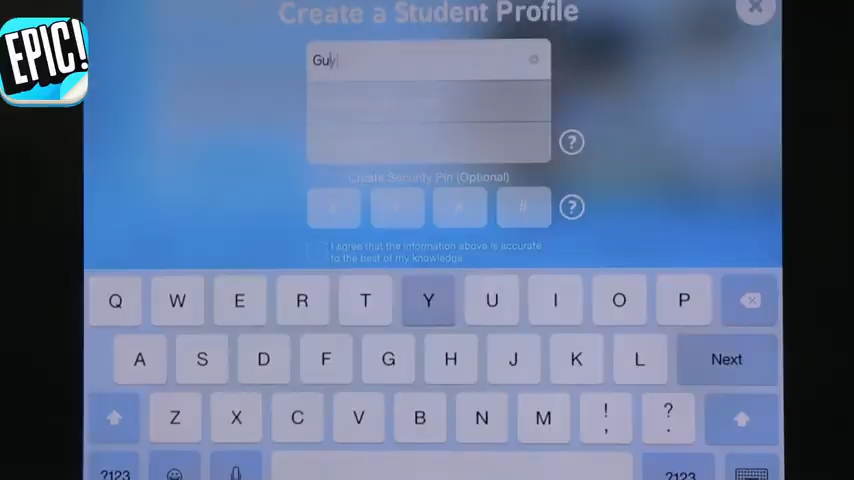 EPIC!
Create a Student Profile
Guy
?
Create Security Pin (Optional)
# ?
I agree that the information above is accurate
to the best of my knowledge
Q W E R T Y U I O P
A S D F G H J K L Next
Z X C V B N M ! , ? .
.?123 .?123